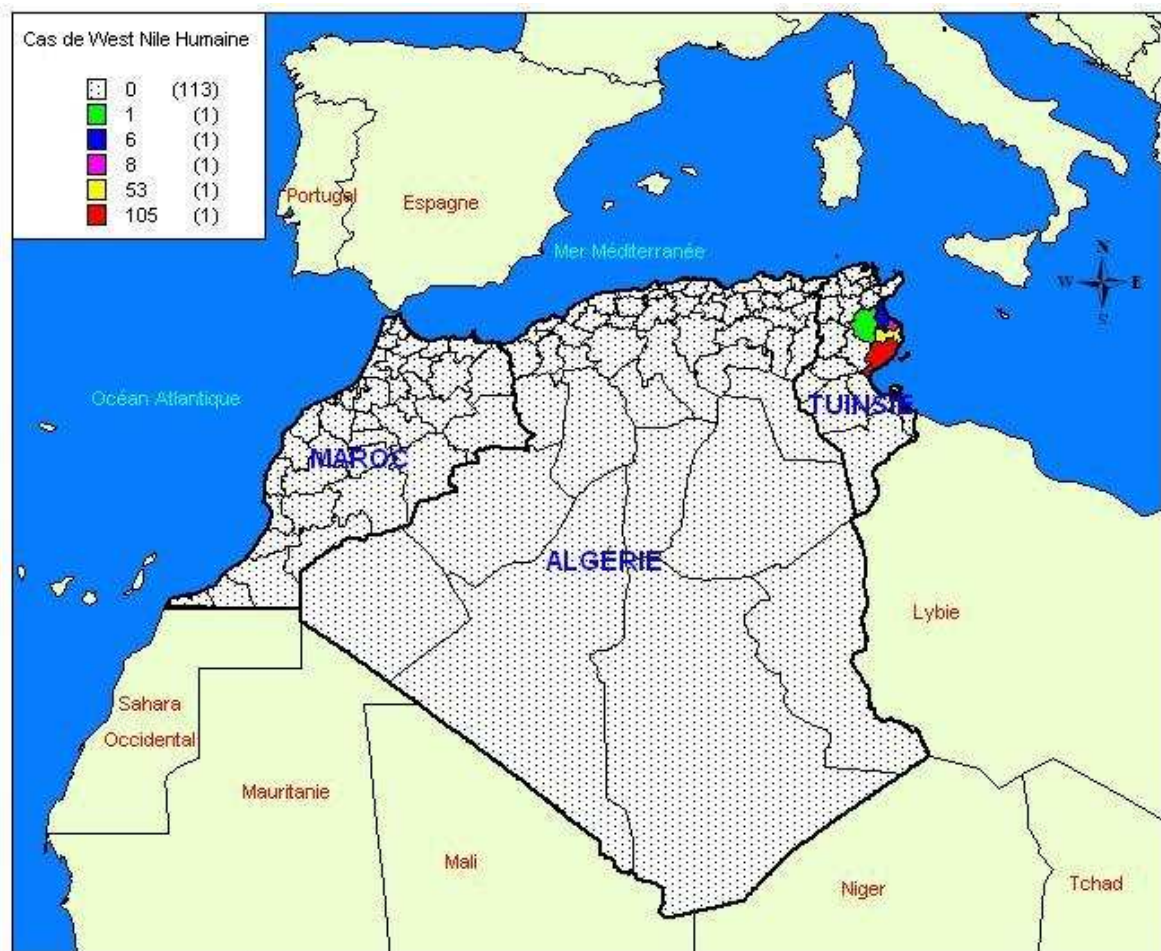 Cas de West Nile Humaine
0 (113)
1 (1)
6 (1)
8 (1)
53 (1)
105 (1)
Portugal
Espagne
Mer Méditerranée
N
W E
S
Océan Atlantique
TUINSIE
MAROC
ALGERIE
Lybie
Sahara
Occidental
Mauritanie
Mali
Niger
Tchad